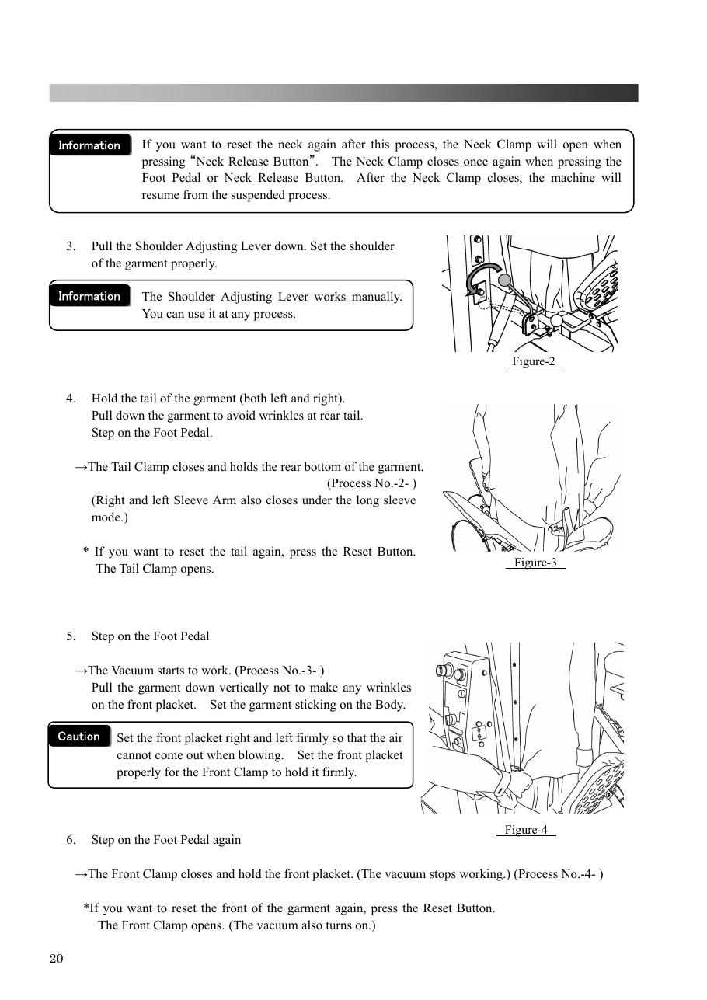 Information
If you want to reset the neck again after this process, the Neck Clamp will open when
pressing “Neck Release Button”. The Neck Clamp closes once again when pressing the
Foot Pedal or Neck Release Button. After the Neck Clamp closes, the machine will
resume from the suspended process.
3. Pull the Shoulder Adjusting Lever down. Set the shoulder
of the garment properly.
Information
The Shoulder Adjusting Lever works manually.
You can use it at any process.
Figure-2
4. Hold the tail of the garment (both left and right).
Pull down the garment to avoid wrinkles at rear tail.
Step on the Foot Pedal.
→The Tail Clamp closes and holds the rear bottom of the garment.
(Process No.-2- )
(Right and left Sleeve Arm also closes under the long sleeve
mode.)
* If you want to reset the tail again, press the Reset Button.
The Tail Clamp opens.
Figure-3
5. Step on the Foot Pedal
→The Vacuum starts to work. (Process No.-3- )
Pull the garment down vertically not to make any wrinkles
on the front placket. Set the garment sticking on the Body.
Caution
Set the front placket right and left firmly so that the air
cannot come out when blowing. Set the front placket
properly for the Front Clamp to hold it firmly.
Figure-4
6. Step on the Foot Pedal again
→The Front Clamp closes and hold the front placket. (The vacuum stops working.) (Process No.-4- )
*If you want to reset the front of the garment again, press the Reset Button.
The Front Clamp opens. (The vacuum also turns on.)
20